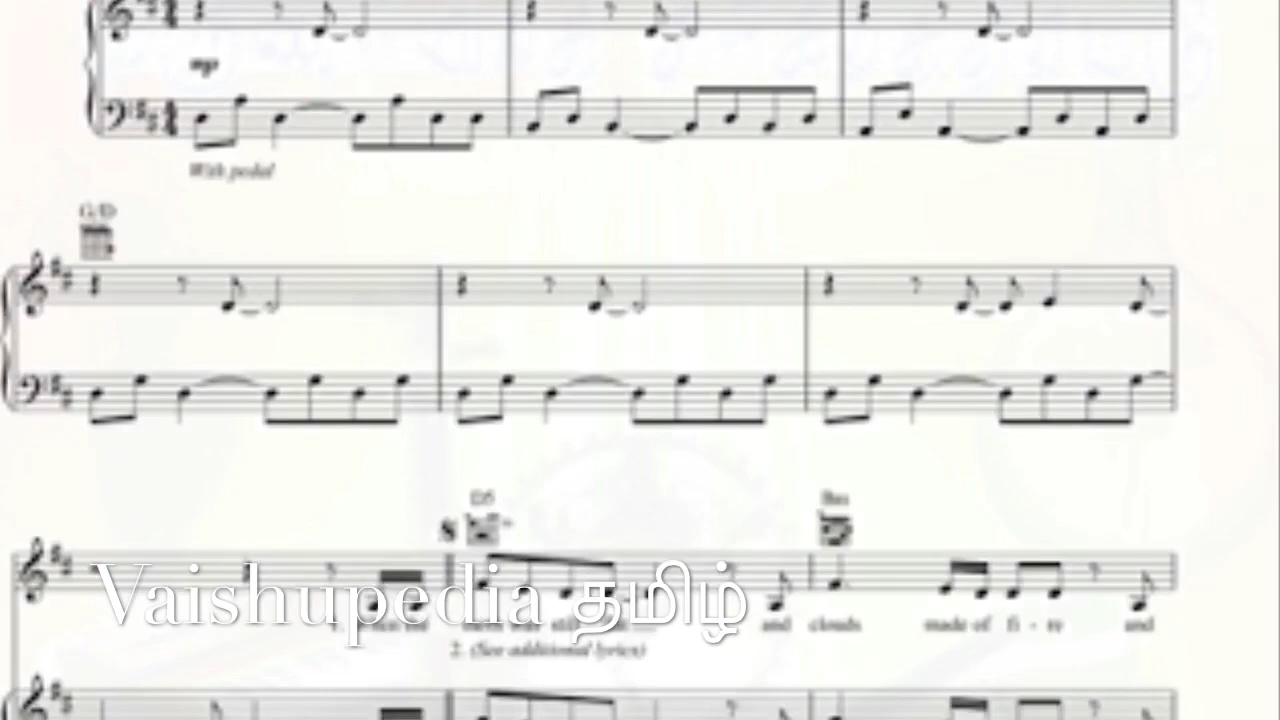 mp
With pedal
G/D
D5
Bm
Vaishupedia தமிழ்
and clouds made of fi - re and
2. (See additional lyrics)